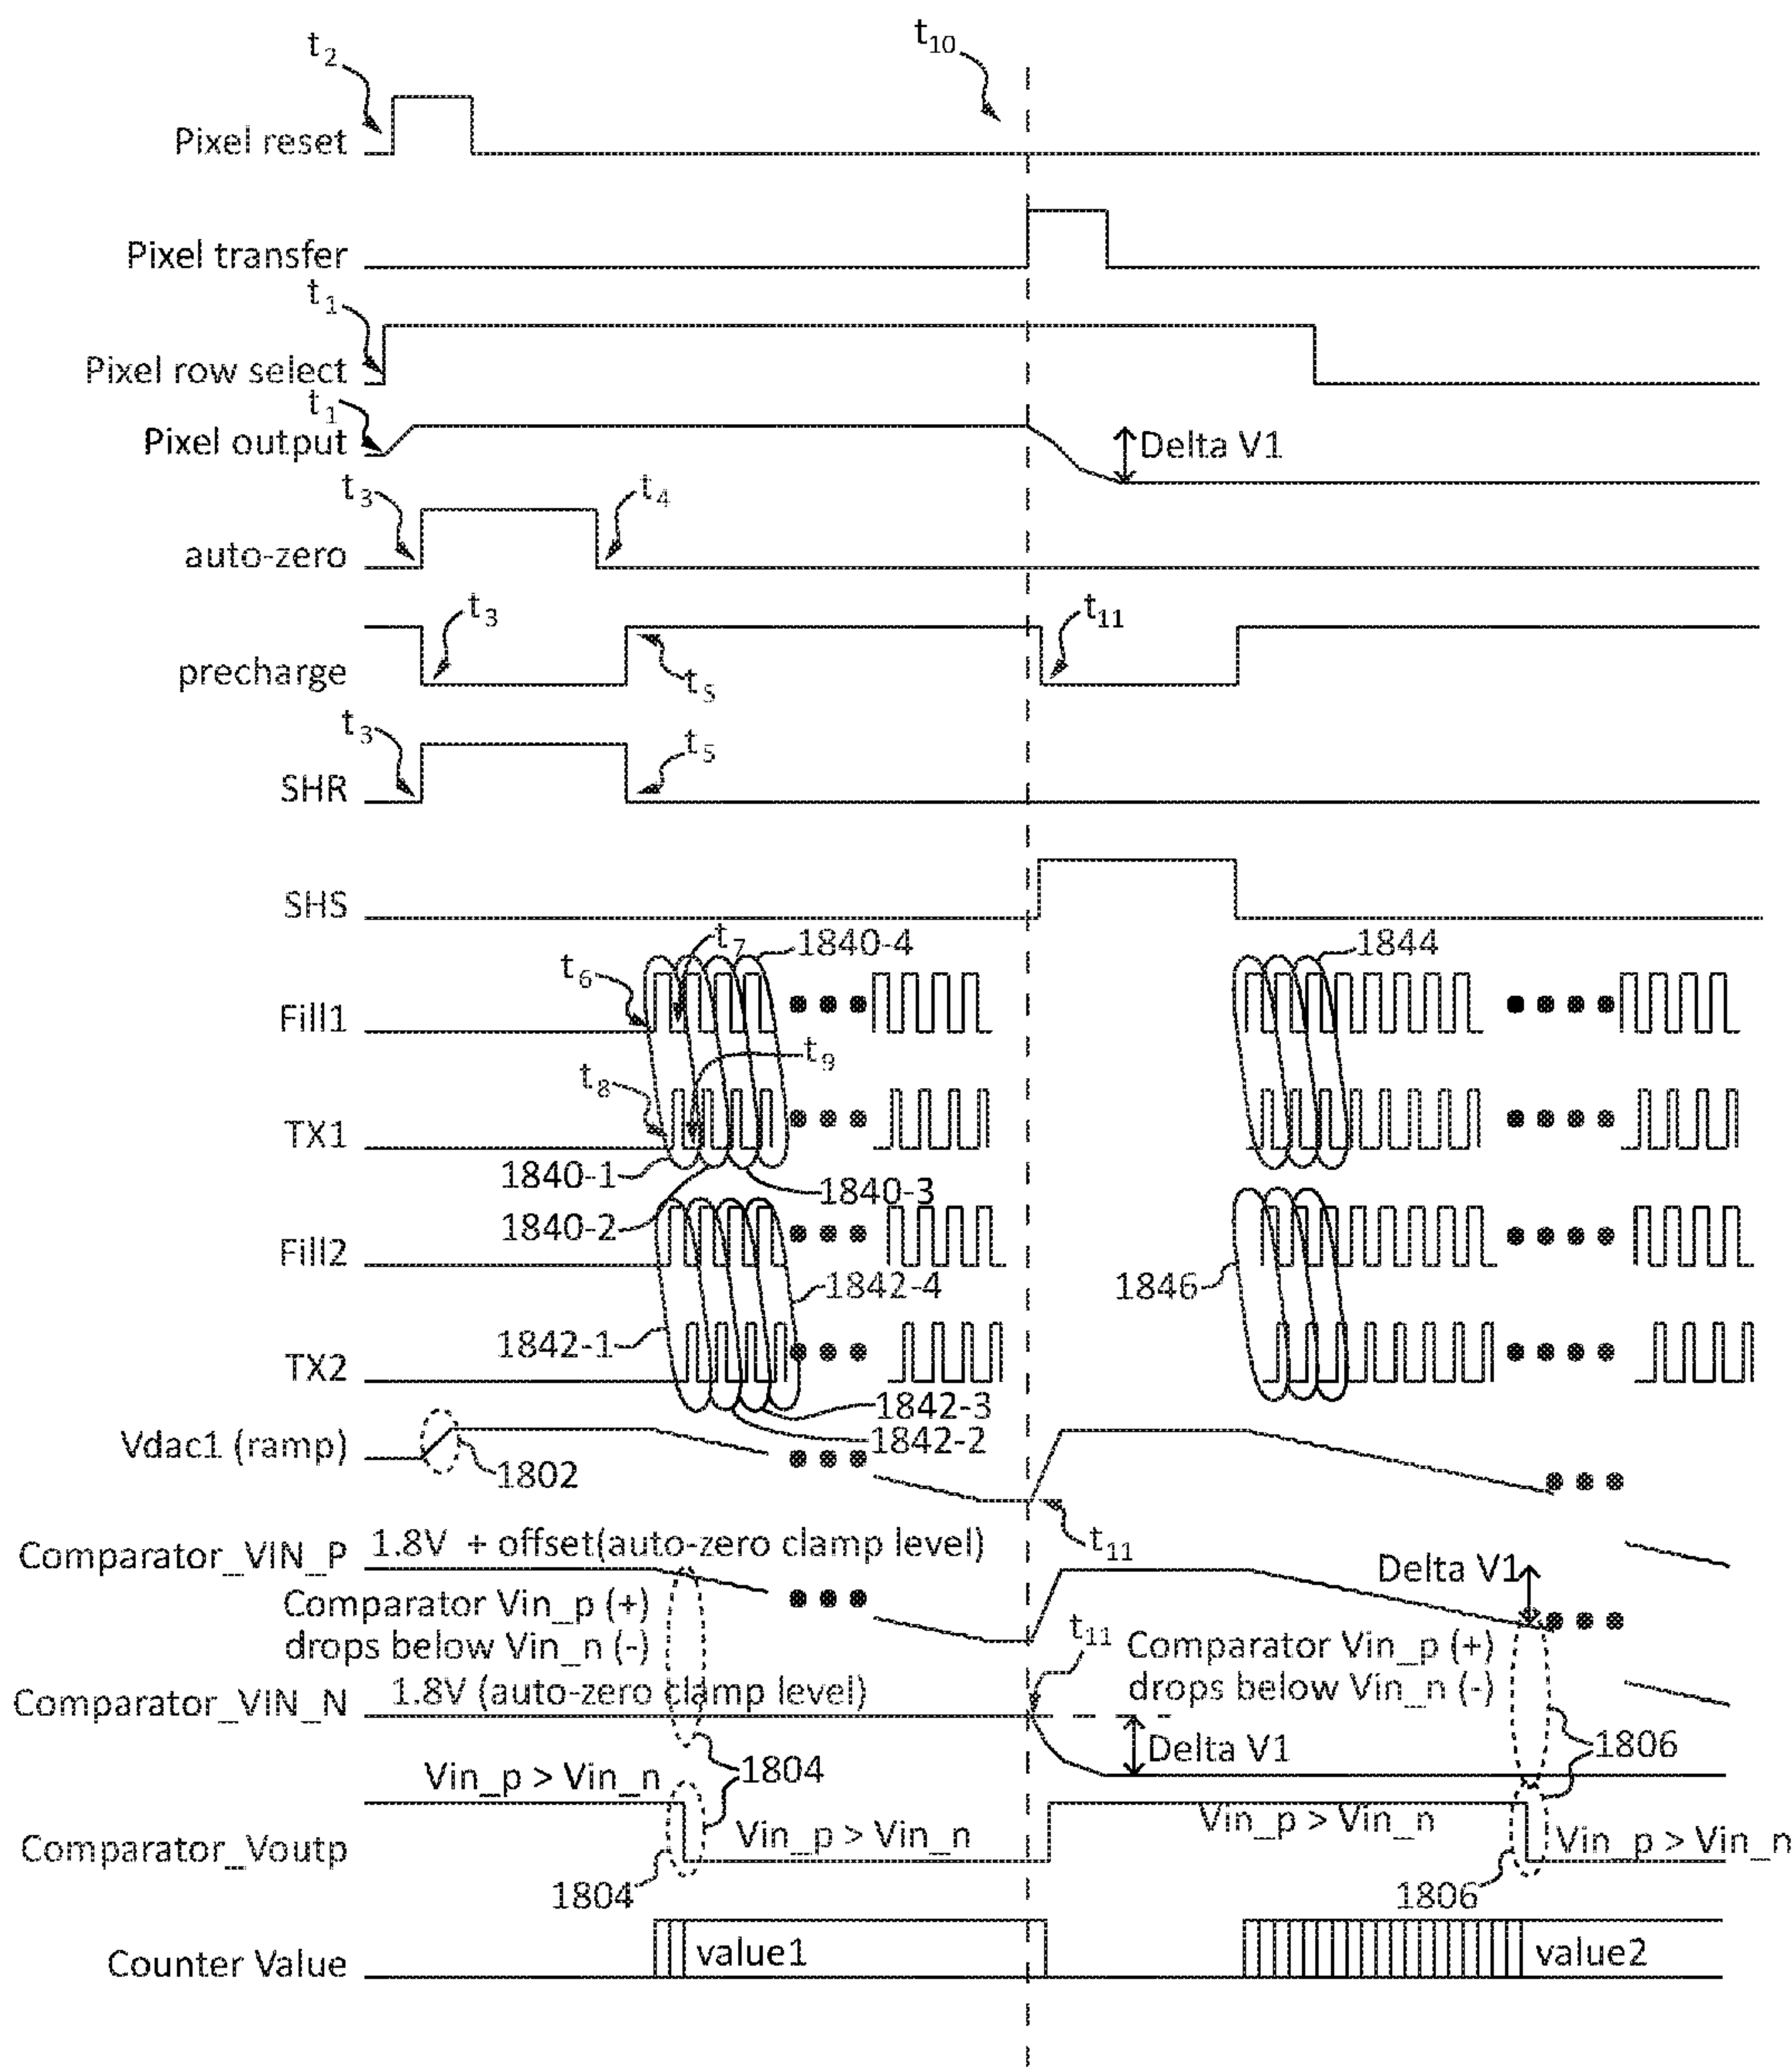 t2
t10
Pixel reset
Pixel transfer
t1
Pixel row select
t1
Pixel output
Delta V1
t3
t4
auto-zero
t3
t11
precharge
t5
t3
t5
SHR
SHS
t7
1840-4
1844
t6
Fill1
t9
t8
TX1
1840-1
1840-3
1840-2
Fill2
1842-4
1846
1842-1
TX2
1842-3
1842-2
Vdac1 (ramp)
1802
t11
Comparator_VIN_P
1.8V + offset(auto-zero clamp level)
Delta V1
Comparator Vin_p (+)
drops below Vin_n (-)
t11
Comparator Vin_p (+)
drops below Vin_n (-)
Comparator_VIN_N
1.8V (auto-zero clamp level)
1804
Delta V1
1806
Vin_p > Vin_n
Comparator_Voutp
Vin_p > Vin_n
Vin_p > Vin_n
Vin_p > Vin_n
1804
1806
Counter Value
value1
value2